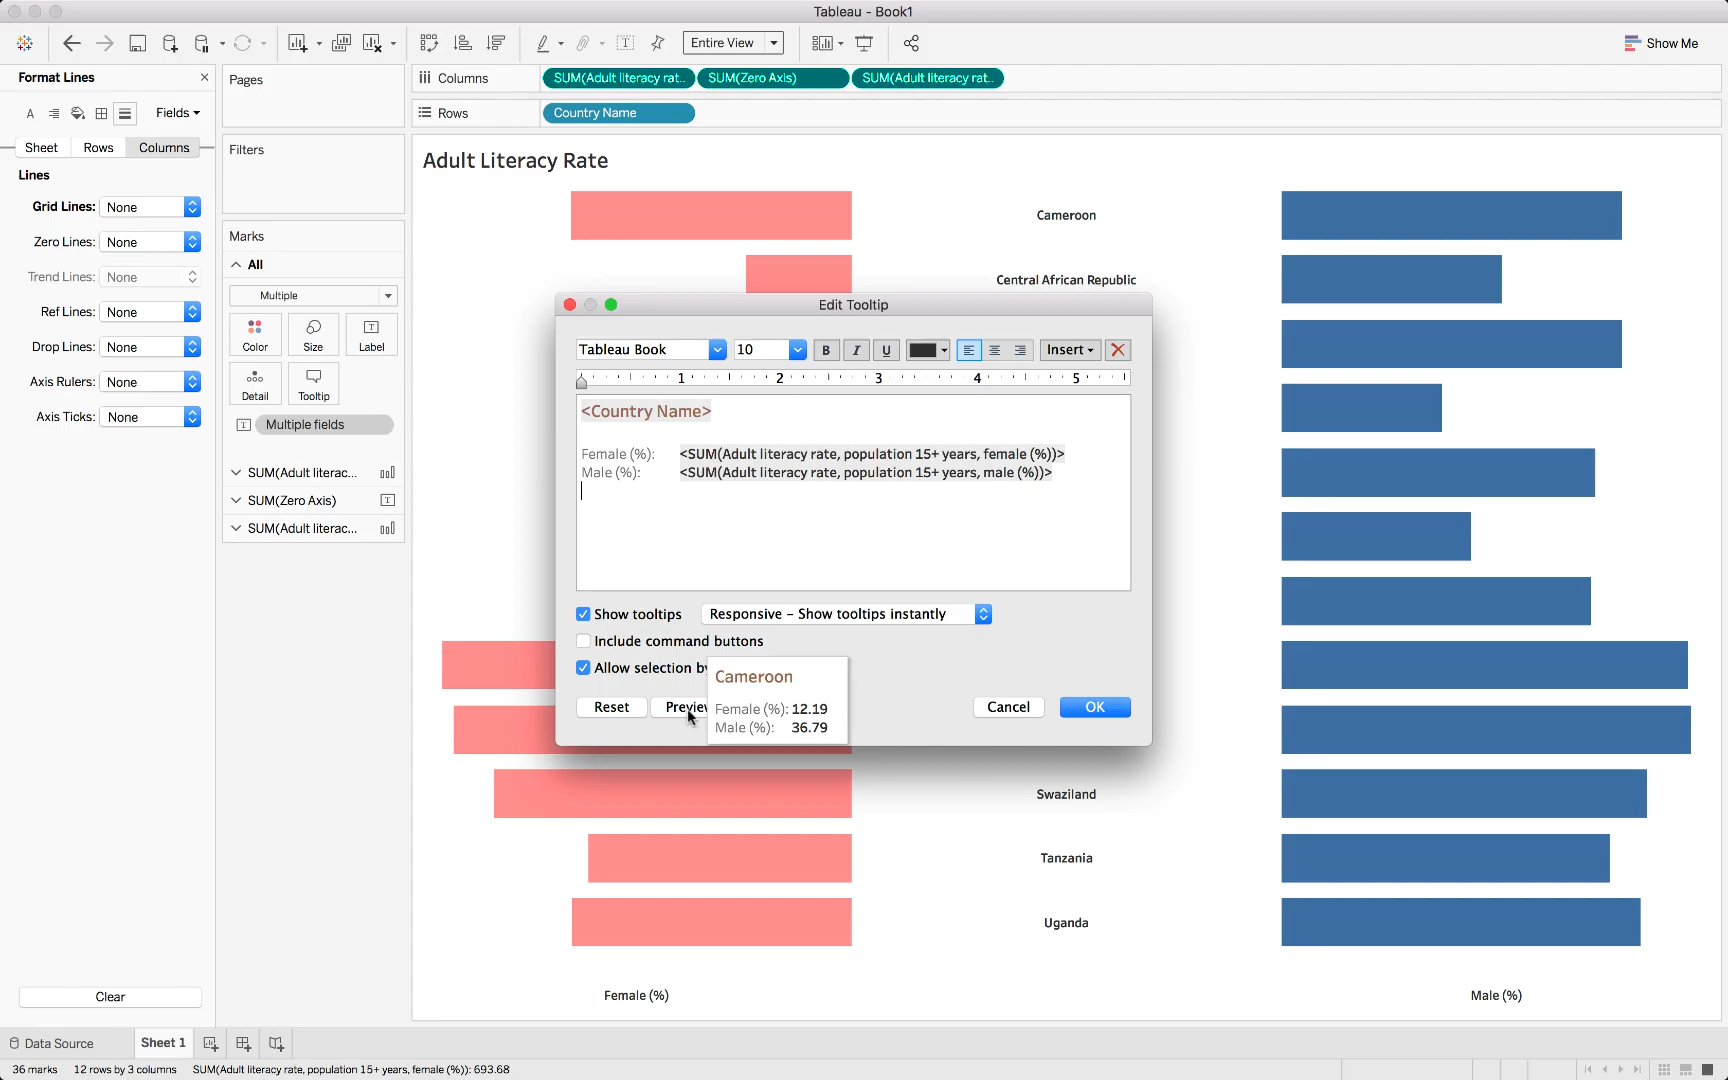 Tableau - Book1
Entire View
Show Me
Format Lines
Fields
Sheet Rows Columns
Lines
Grid Lines: None
Zero Lines: None
Trend Lines: None
Ref Lines: None
Drop Lines: None
Axis Rulers: None
Axis Ticks: None
Clear
Pages
Filters
Marks
All
Multiple
Color Size Label
Detail Tooltip
Multiple fields
SUM(Adult literac...
SUM(Zero Axis)
SUM(Adult literac...
Columns SUM(Adult literacy rat.. SUM(Zero Axis) SUM(Adult literacy rat..
Rows Country Name
Adult Literacy Rate
Cameroon
Central African Republic
Edit Tooltip
Tableau Book 10 B I U Insert
1 2 3 4 5
<Country Name>
Female (%): <SUM(Adult literacy rate, population 15+ years, female (%))>
Male (%): <SUM(Adult literacy rate, population 15+ years, male (%))>
Show tooltips Responsive – Show tooltips instantly
Include command buttons
Allow selection by
Reset Preview Cancel OK
Cameroon
Female (%): 12.19
Male (%): 36.79
Swaziland
Tanzania
Uganda
Female (%) Male (%)
Data Source Sheet 1
36 marks 12 rows by 3 columns SUM(Adult literacy rate, population 15+ years, female (%)): 693.68